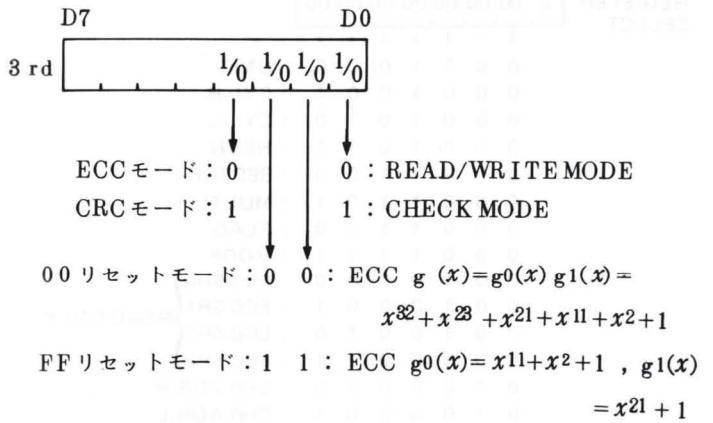 D7 D0
3 rd 1/0 1/0 1/0 1/0
ECCモード: 0 0 : READ/WRITE MODE
CRCモード: 1 1 : CHECK MODE
00 リセットモード: 0 0 : ECC g (x)=g0(x) g1(x)=
x³²+x²³+x²¹+x¹¹+x²+1
FFリセットモード: 1 1 : ECC g0(x)= x¹¹+x²+1 , g1(x)
= x²¹ + 1